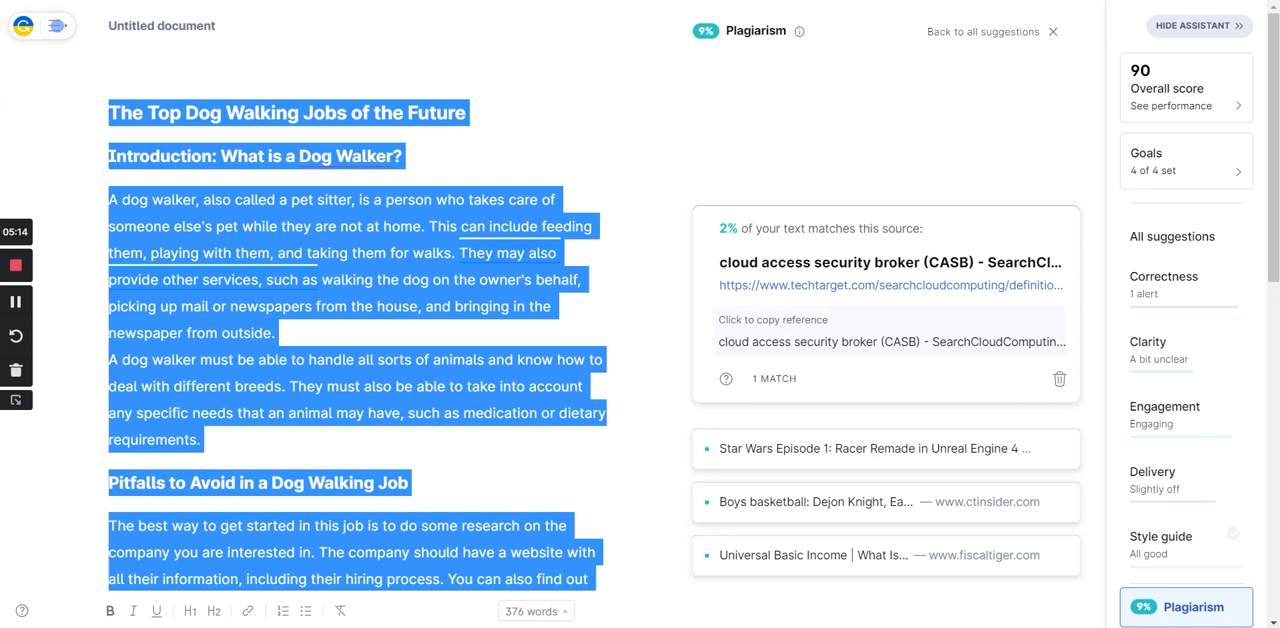 Untitled document
9% Plagiarism
Back to all suggestions
HIDE ASSISTANT
The Top Dog Walking Jobs of the Future
Introduction: What is a Dog Walker?
A dog walker, also called a pet sitter, is a person who takes care of
someone else's pet while they are not at home. This can include feeding
them, playing with them, and taking them for walks. They may also
provide other services, such as walking the dog on the owner's behalf,
picking up mail or newspapers from the house, and bringing in the
newspaper from outside.
A dog walker must be able to handle all sorts of animals and know how to
deal with different breeds. They must also be able to take into account
any specific needs that an animal may have, such as medication or dietary
requirements.
Pitfalls to Avoid in a Dog Walking Job
The best way to get started in this job is to do some research on the
company you are interested in. The company should have a website with
all their information, including their hiring process. You can also find out
B I U H1 H2
376 words
05:14
2% of your text matches this source:
cloud access security broker (CASB) - SearchCl...
https://www.techtarget.com/searchcloudcomputing/definitio...
Click to copy reference
cloud access security broker (CASB) - SearchCloudComputin...
1 MATCH
Star Wars Episode 1: Racer Remade in Unreal Engine 4 ...
Boys basketball: Dejon Knight, Ea... — www.ctinsider.com
Universal Basic Income | What Is... — www.fiscaltiger.com
90
Overall score
See performance
Goals
4 of 4 set
All suggestions
Correctness
1 alert
Clarity
A bit unclear
Engagement
Engaging
Delivery
Slightly off
Style guide
All good
9% Plagiarism